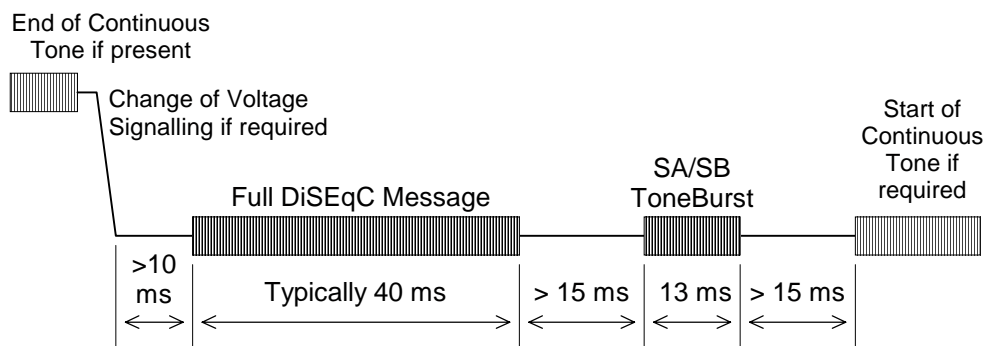 End of Continuous
Tone if present
Change of Voltage
Signalling if required
Start of
Continuous
Tone if
required
SA/SB
ToneBurst
Full DiSEqC Message
>10
ms
Typically 40 ms
> 15 ms
13 ms
> 15 ms